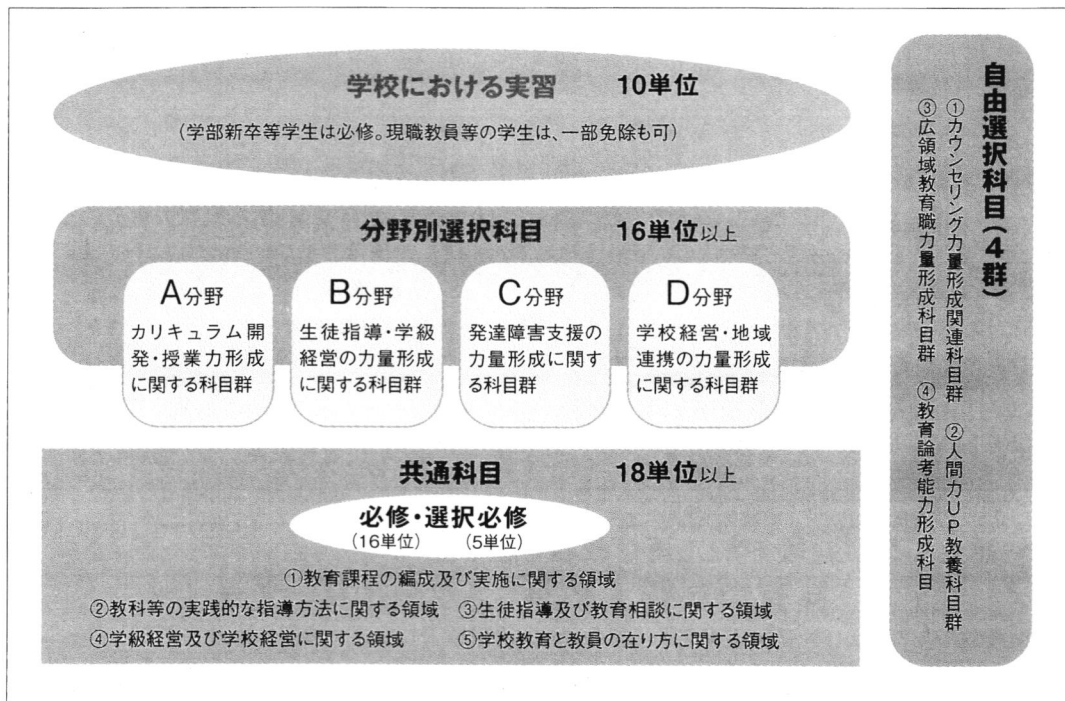 学校における実習 10単位
(学部新卒等学生は必修。現職教員等の学生は、一部免除も可)
分野別選択科目 16単位以上
A分野
カリキュラム開
発・授業力形成
に関する科目群
B分野
生徒指導・学級
経営の力量形成
に関する科目群
C分野
発達障害支援の
力量形成に関す
る科目群
D分野
学校経営・地域
連携の力量形成
に関する科目群
共通科目 18単位以上
必修・選択必修
(16単位) (5単位)
①教育課程の編成及び実施に関する領域
②教科等の実践的な指導方法に関する領域 ③生徒指導及び教育相談に関する領域
④学級経営及び学校経営に関する領域 ⑤学校教育と教員の在り方に関する領域
自由選択科目(4群)
①カウンセリング力量形成関連科目群 ②人間力UP教養科目群
③広領域教育職力量形成科目群 ④教育論考能力形成科目